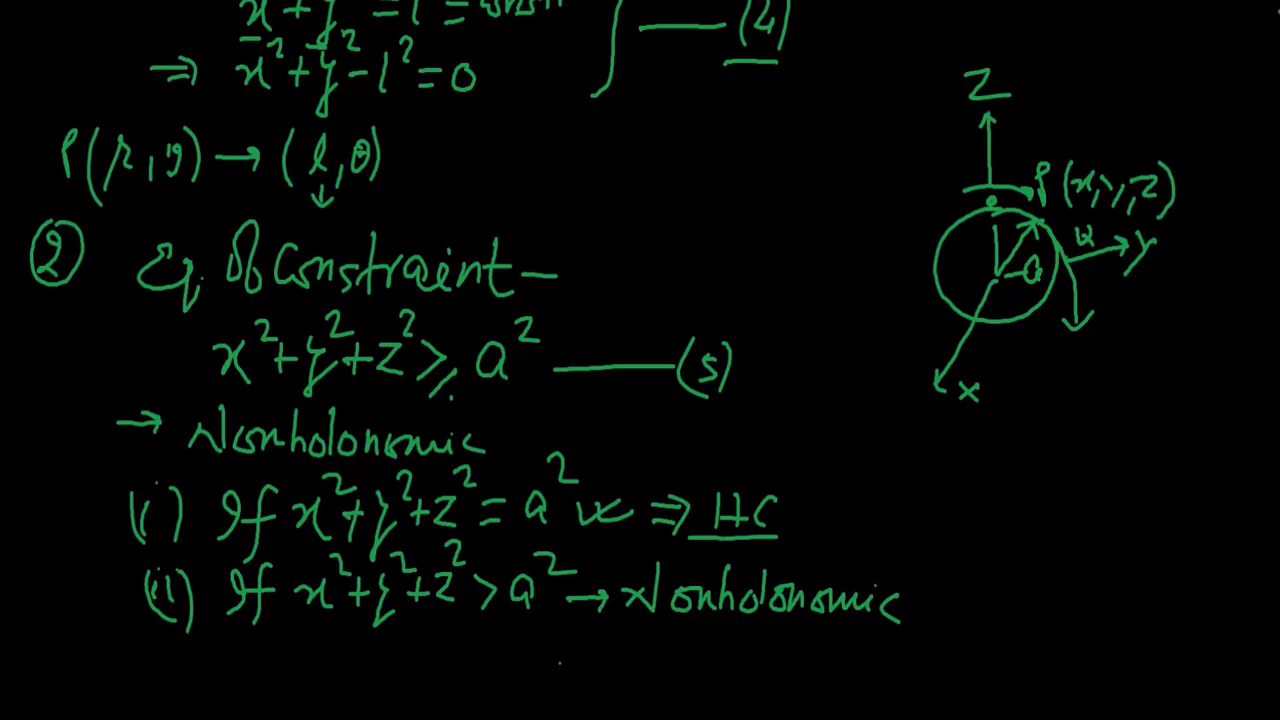 x + y = l = const
⇒ x² + y² - l² = 0
(4)
P(r, θ) → (l, θ)
② Eq. of Constraint —
x² + y² + z² ≥ a² —— (5)
→ Nonholonomic
(i) If x² + y² + z² = a² ⇒ HC
(ii) If x² + y² + z² > a² → Nonholonomic
Z
P (x, y, z)
a
Y
X